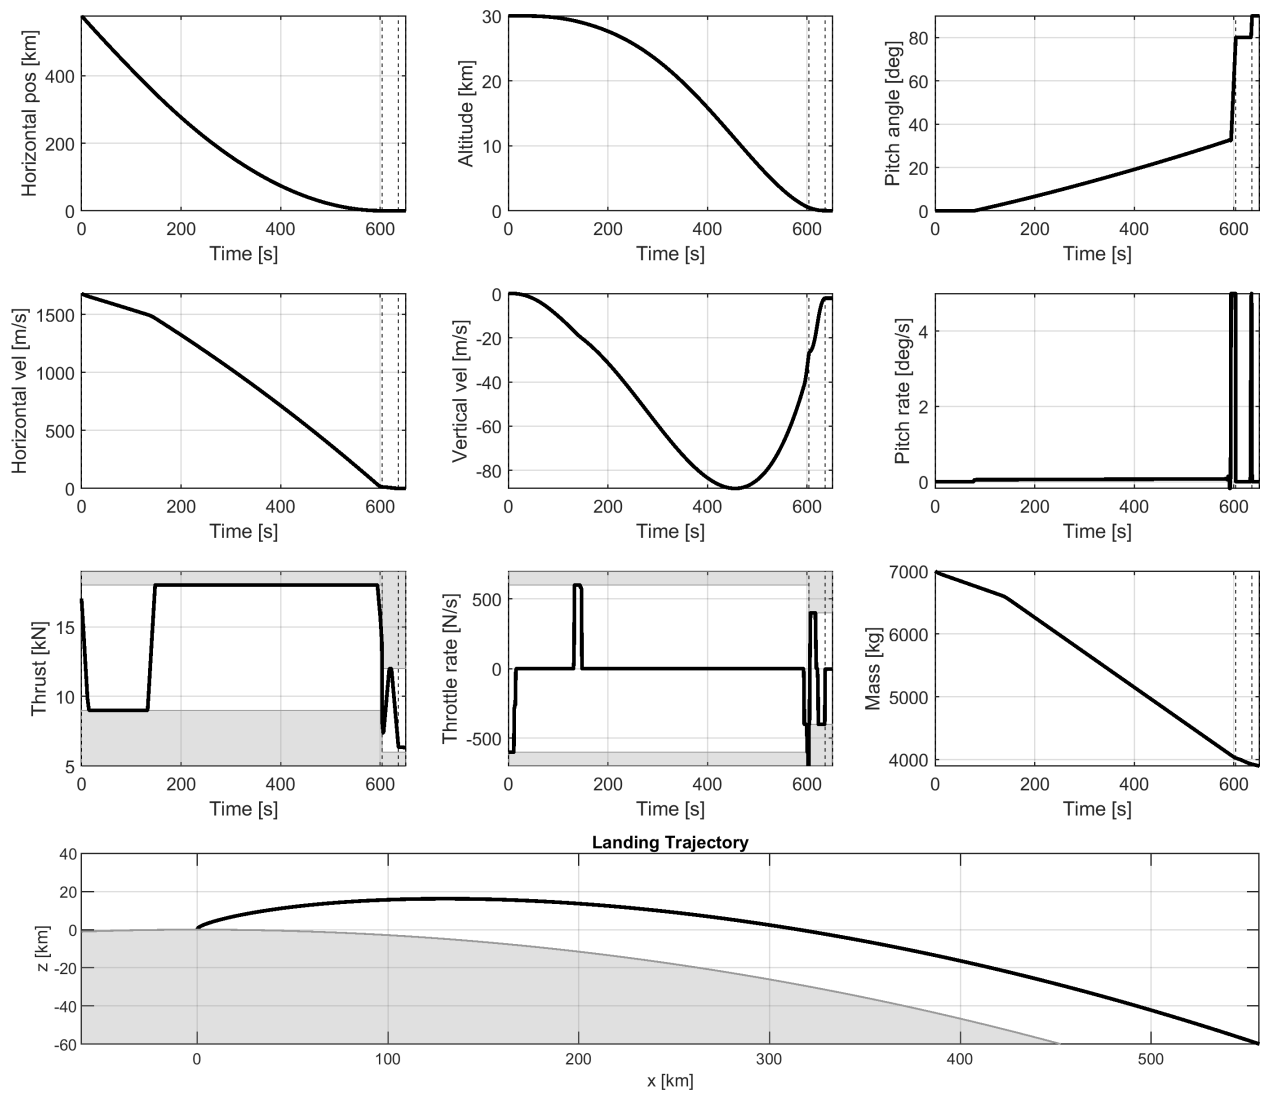 Horizontal pos [km]
400
200
0
0 200 400 600
Time [s]
Altitude [km]
30
20
10
0
0 200 400 600
Time [s]
Pitch angle [deg]
80
60
40
20
0
0 200 400 600
Time [s]
Horizontal vel [m/s]
1500
1000
500
0
0 200 400 600
Time [s]
Vertical vel [m/s]
0
-20
-40
-60
-80
0 200 400 600
Time [s]
Pitch rate [deg/s]
4
2
0
0 200 400 600
Time [s]
Thrust [kN]
15
10
5
0 200 400 600
Time [s]
Throttle rate [N/s]
500
0
-500
0 200 400 600
Time [s]
Mass [kg]
7000
6000
5000
4000
0 200 400 600
Time [s]
Landing Trajectory
z [km]
40
20
0
-20
-40
-60
0 100 200 300 400 500
x [km]